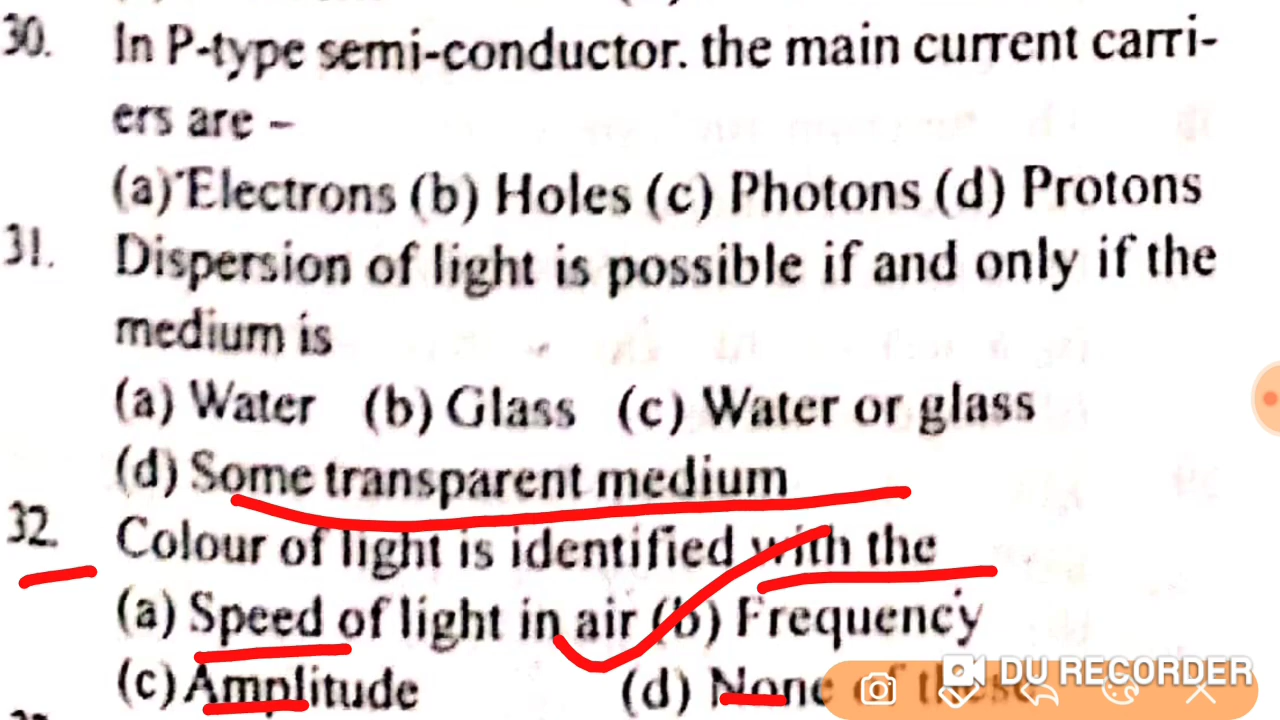 30. In P-type semi-conductor. the main current carri-
ers are –
(a) Electrons (b) Holes (c) Photons (d) Protons
31. Dispersion of light is possible if and only if the
medium is
(a) Water (b) Glass (c) Water or glass
(d) Some transparent medium
32. Colour of light is identified with the
(a) Speed of light in air (b) Frequency
(c) Amplitude (d) None of these
DU RECORDER